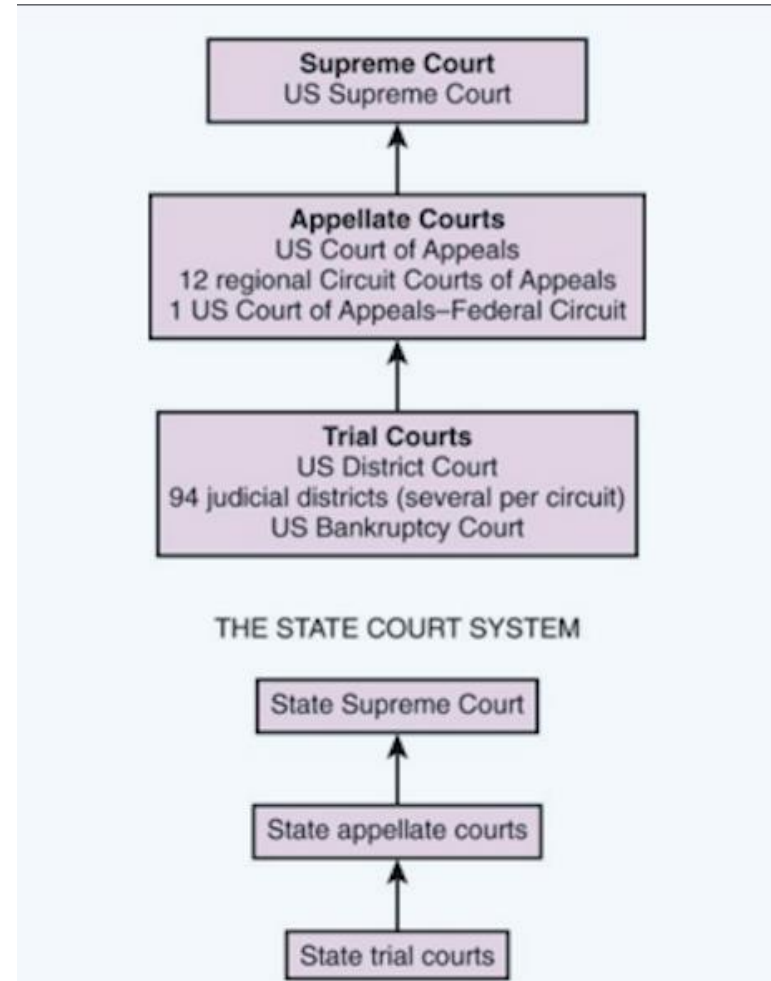 Supreme Court
US Supreme Court
Appellate Courts
US Court of Appeals
12 regional Circuit Courts of Appeals
1 US Court of Appeals–Federal Circuit
Trial Courts
US District Court
94 judicial districts (several per circuit)
US Bankruptcy Court
THE STATE COURT SYSTEM
State Supreme Court
State appellate courts
State trial courts